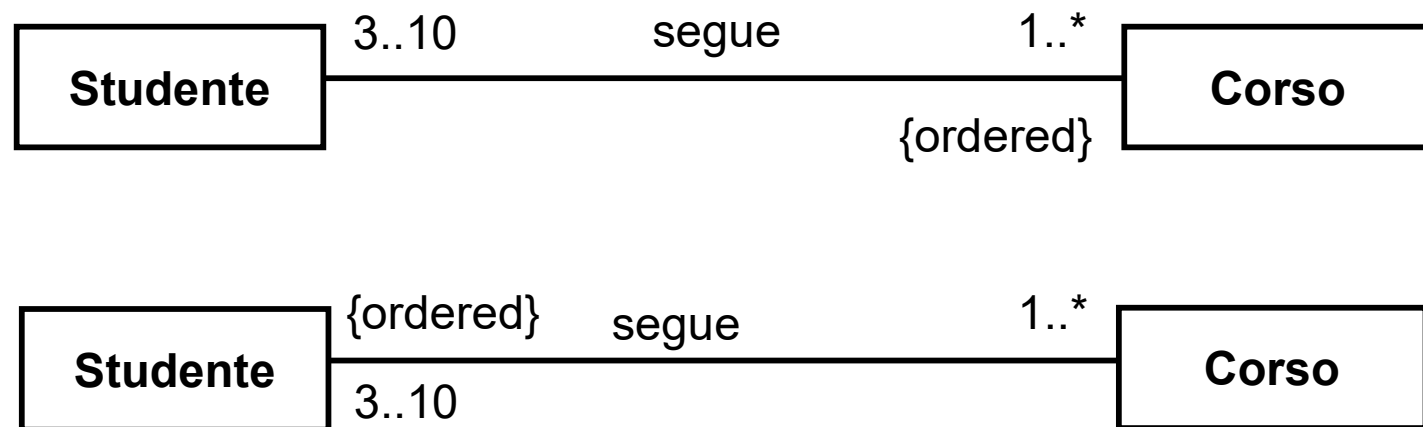 3..10 segue 1..*
Studente Corso
{ordered}
{ordered} segue 1..*
Studente Corso
3..10